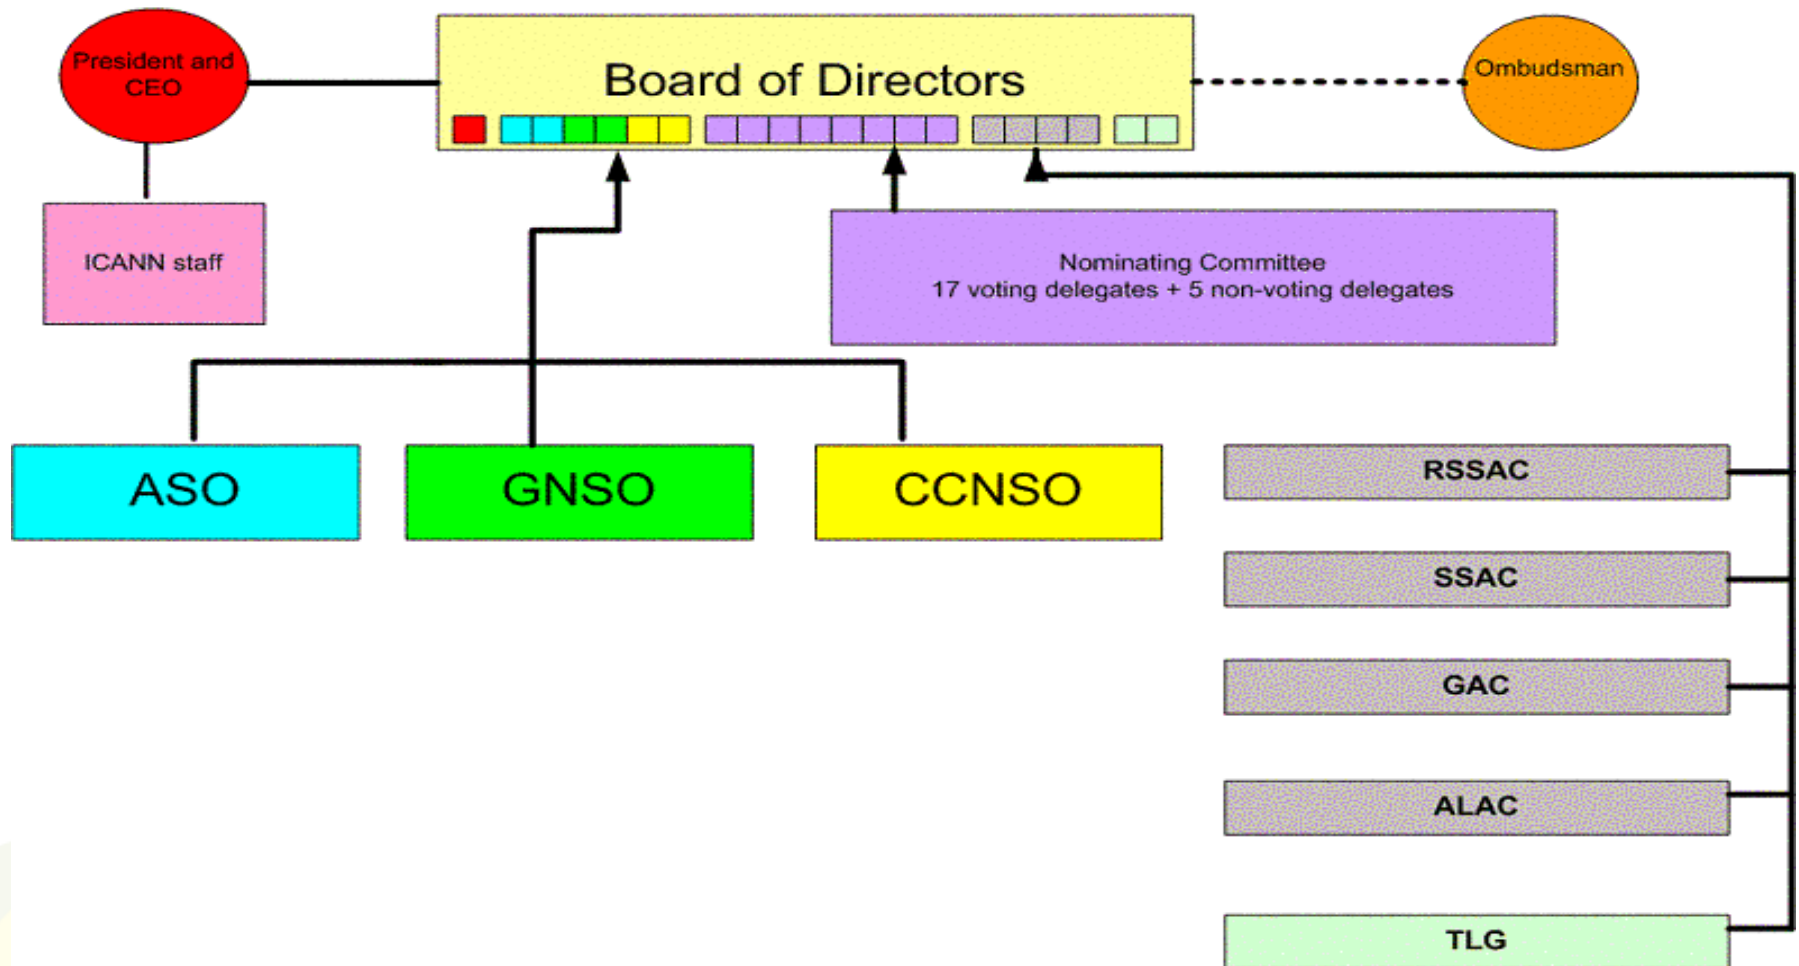 President and
CEO
Board of Directors
Ombudsman
ICANN staff
Nominating Committee
17 voting delegates + 5 non-voting delegates
ASO
GNSO
CCNSO
RSSAC
SSAC
GAC
ALAC
TLG